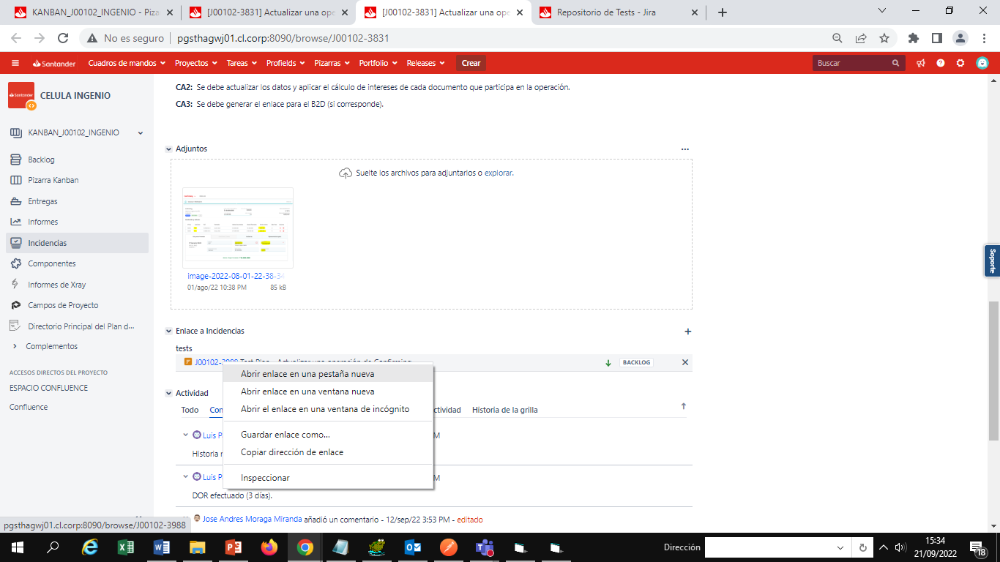 KANBAN_J00102_INGENIO - Piza
[J00102-3831] Actualizar una ope
[J00102-3831] Actualizar una ope
Repositorio de Tests - Jira
No es seguro
pgsthagwj01.cl.corp:8090/browse/J00102-3831
Santander
Cuadros de mandos
Proyectos
Tareas
Profields
Pizarras
Portfolio
Releases
Crear
Buscar
CELULA INGENIO
KANBAN_J00102_INGENIO
Backlog
Pizarra Kanban
Entregas
Informes
Incidencias
Componentes
Informes de Xray
Campos de Proyecto
Directorio Principal del Plan d...
Complementos
ACCESOS DIRECTOS DEL PROYECTO
ESPACIO CONFLUENCE
Confluence
CA2: Se debe actualizar los datos y aplicar el cálculo de intereses de cada documento que participa en la operación.
CA3: Se debe generar el enlace para el B2D (si corresponde).
Adjuntos
Suelte los archivos para adjuntarlos o explorar.
image-2022-08-01-22-38-34
01/ago/22 10:38 PM 85 kB
Enlace a Incidencias
tests
J00102-3988 Test Plan - Actualizar una operación de Confirming
BACKLOG
Abrir enlace en una pestaña nueva
Abrir enlace en una ventana nueva
Abrir el enlace en una ventana de incógnito
Guardar enlace como...
Copiar dirección de enlace
Inspeccionar
Actividad
Todo Con ctividad Historia de la grilla
Luis P M
Historia r
Luis P M
DOR efectuado (3 días).
Jose Andres Moraga Miranda añadió un comentario - 12/sep/22 3:53 PM - editado
Soporte
pgsthagwj01.cl.corp:8090/browse/J00102-3988
Dirección
15:34
21/09/2022
18